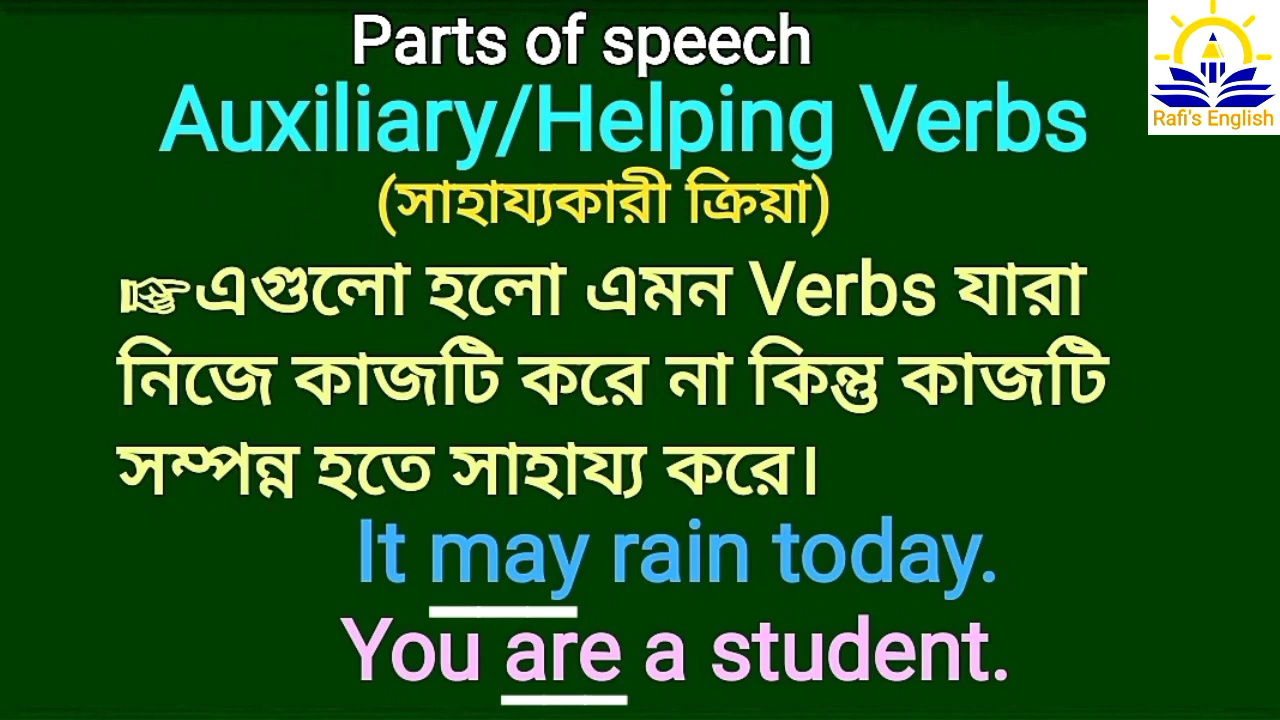 Parts of speech
Rafi's English
Auxiliary/Helping Verbs
(সাহায্যকারী ক্রিয়া)
☞এগুলো হলো এমন Verbs যারা
নিজে কাজটি করে না কিন্তু কাজটি
সম্পন্ন হতে সাহায্য করে।
It may rain today.
You are a student.